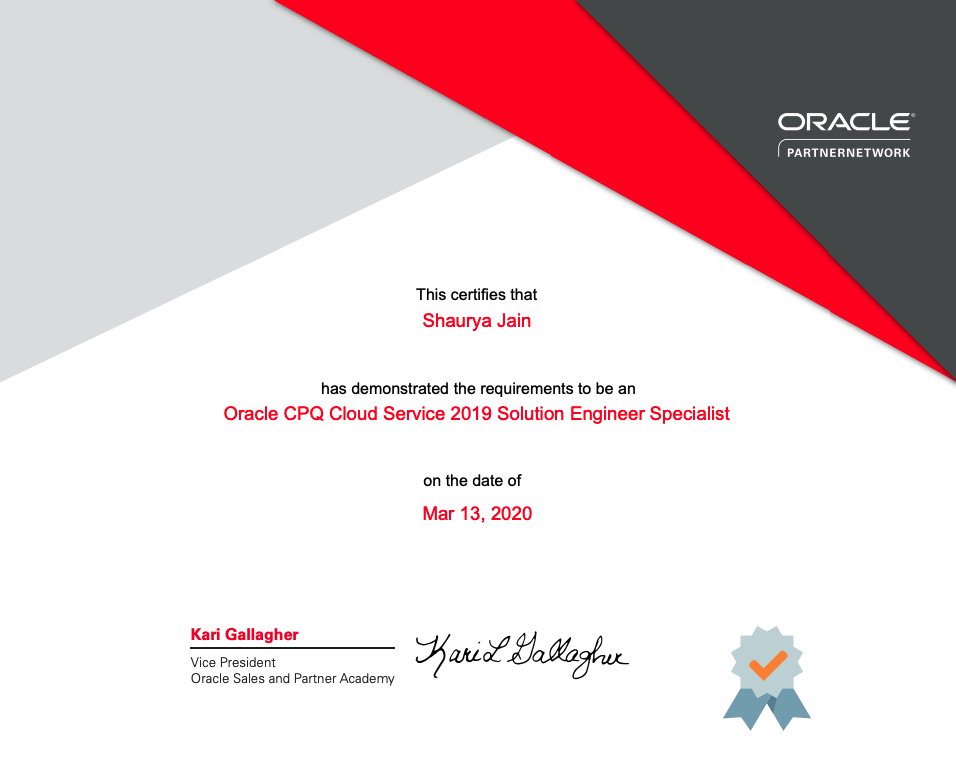 ORACLE®
PARTNERNETWORK
This certifies that
Shaurya Jain
has demonstrated the requirements to be an
Oracle CPQ Cloud Service 2019 Solution Engineer Specialist
on the date of
Mar 13, 2020
Kari Gallagher
Kari L Gallagher
Vice President
Oracle Sales and Partner Academy